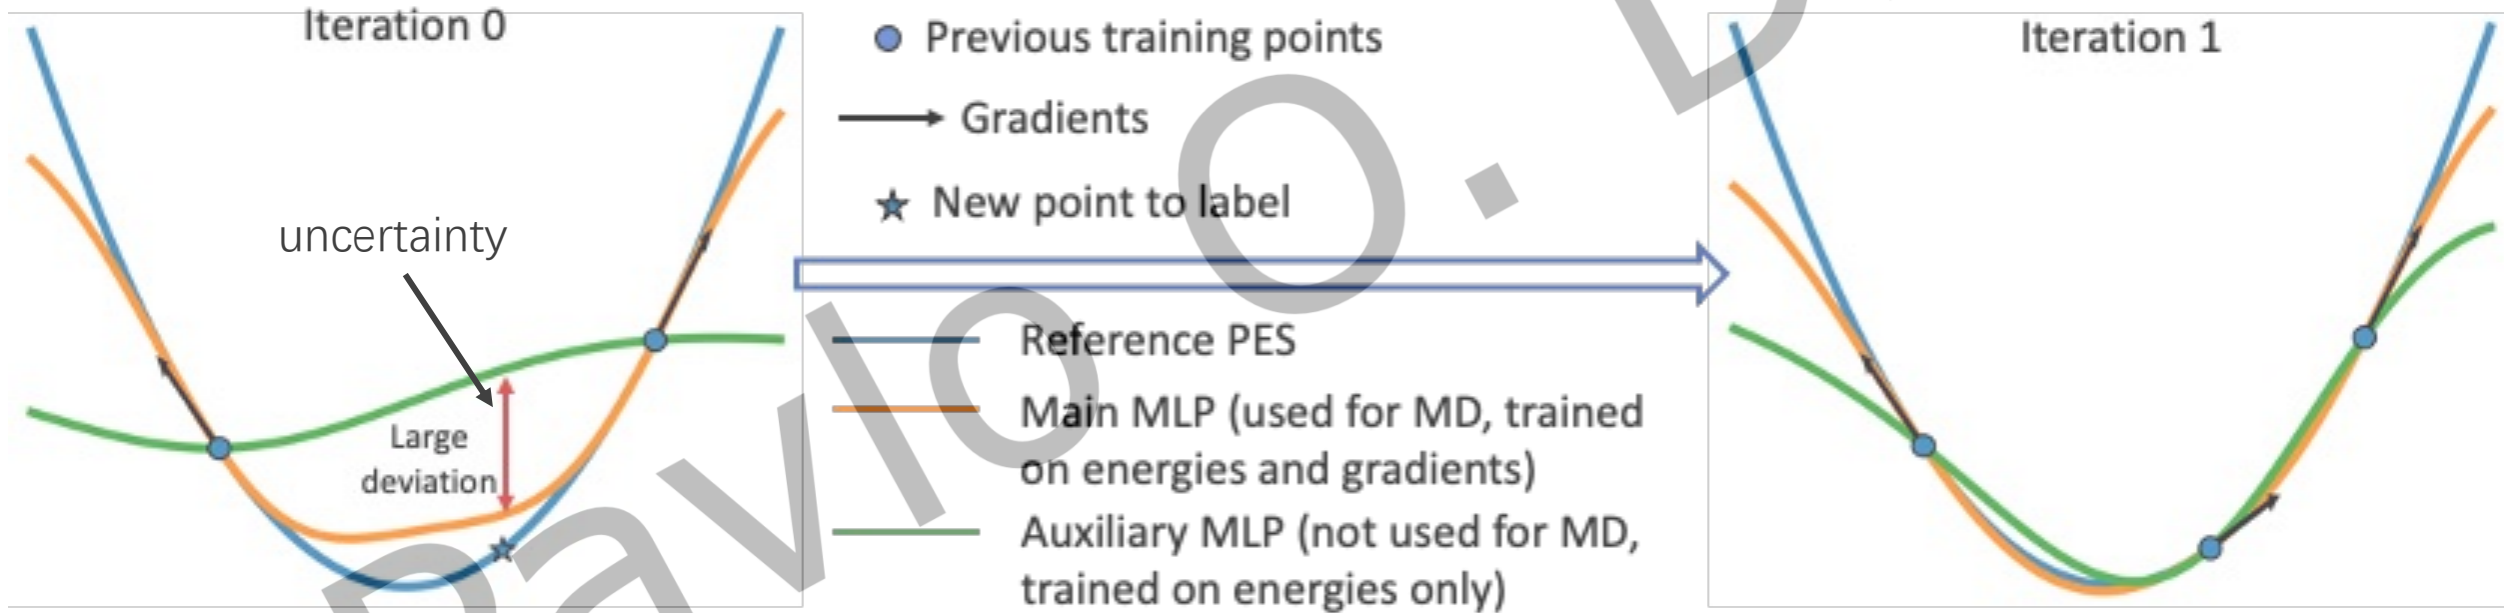 Iteration 0
uncertainty
Large
deviation
Previous training points
Gradients
New point to label
Reference PES
Main MLP (used for MD, trained
on energies and gradients)
Auxiliary MLP (not used for MD,
trained on energies only)
Iteration 1
Pavlo O. D